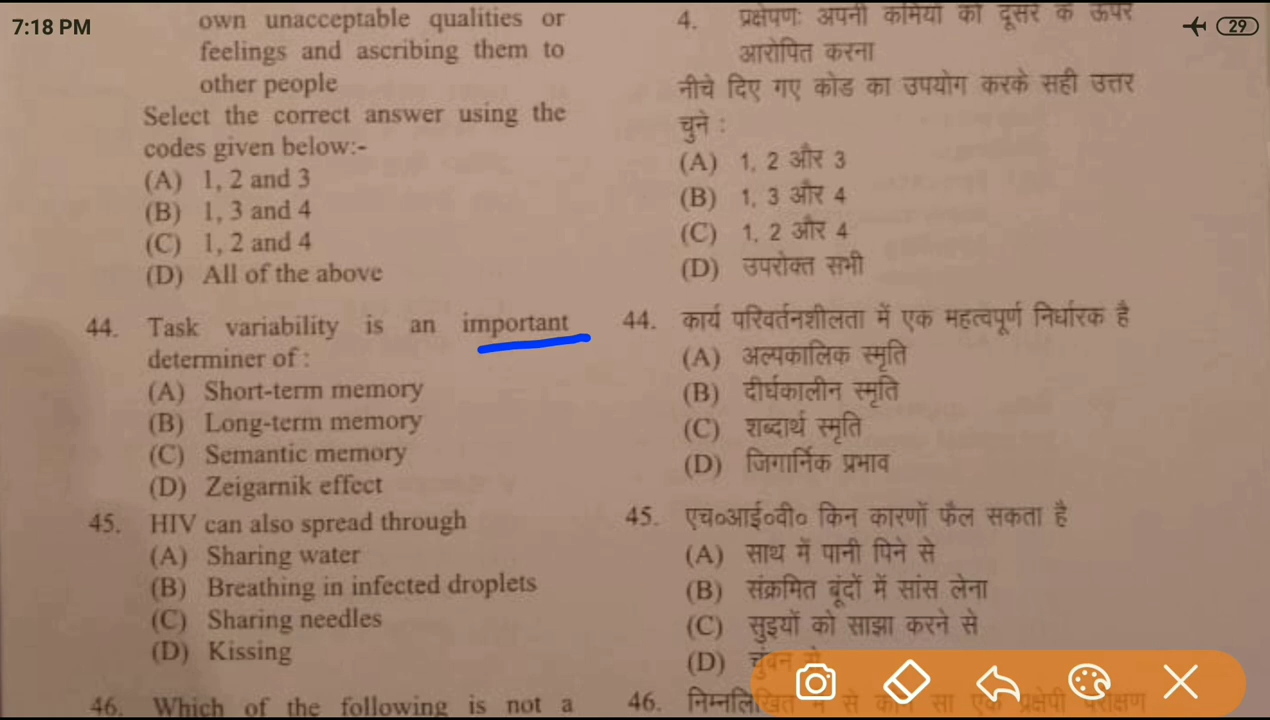 7:18 PM
29
own unacceptable qualities or
feelings and ascribing them to
other people
Select the correct answer using the
codes given below:-
(A) 1, 2 and 3
(B) 1, 3 and 4
(C) 1, 2 and 4
(D) All of the above
44. Task variability is an important
determiner of :
(A) Short-term memory
(B) Long-term memory
(C) Semantic memory
(D) Zeigarnik effect
45. HIV can also spread through
(A) Sharing water
(B) Breathing in infected droplets
(C) Sharing needles
(D) Kissing
46. Which of the following is not a
4. प्रक्षेपणः अपनी कमियों को दूसरे के ऊपर
आरोपित करना
नीचे दिए गए कोड का उपयोग करके सही उत्तर
चुने :
(A) 1, 2 और 3
(B) 1, 3 और 4
(C) 1, 2 और 4
(D) उपरोक्त सभी
44. कार्य परिवर्तनशीलता में एक महत्वपूर्ण निर्धारक है
(A) अल्पकालिक स्मृति
(B) दीर्घकालीन स्मृति
(C) शब्दार्थ स्मृति
(D) जिगार्निक प्रभाव
45. एच०आई०वी० किन कारणों फैल सकता है
(A) साथ में पानी पिने से
(B) संक्रमित बूंदों में सांस लेना
(C) सुइयों को साझा करने से
(D) चुंबन से
46. निम्नलिखित में से कौन सा एक प्रक्षेपी परीक्षण